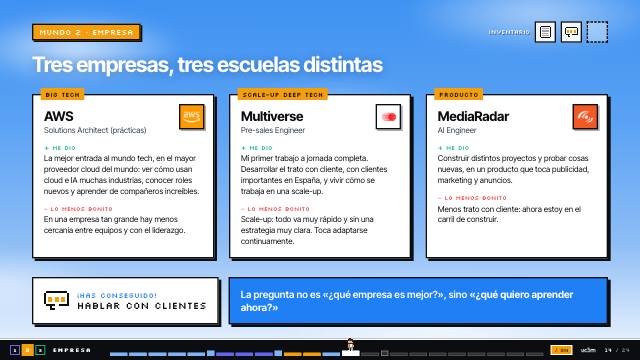 MUNDO 2 · EMPRESA
INVENTARIO
Tres empresas, tres escuelas distintas
BIG TECH
AWS
Solutions Architect (prácticas)
+ ME DIO
La mejor entrada al mundo tech, en el mayor
proveedor cloud del mundo: ver cómo usan
cloud e IA muchas industrias, conocer roles
nuevos y aprender de compañeros increíbles.
− LO MENOS BONITO
En una empresa tan grande hay menos
cercanía entre equipos y con el liderazgo.
aws
SCALE-UP DEEP TECH
Multiverse
Pre-sales Engineer
+ ME DIO
Mi primer trabajo a jornada completa.
Desarrollar el trato con cliente, con clientes
importantes en España, y vivir cómo se
trabaja en una scale-up.
− LO MENOS BONITO
Scale-up: todo va muy rápido y sin una
estrategia muy clara. Toca adaptarse
continuamente.
PRODUCTO
MediaRadar
AI Engineer
+ ME DIO
Construir distintos proyectos y probar cosas
nuevas, en un producto que toca publicidad,
marketing y anuncios.
− LO MENOS BONITO
Menos trato con cliente: ahora estoy en el
carril de construir.
¡HAS CONSEGUIDO!
HABLAR CON CLIENTES
La pregunta no es «¿qué empresa es mejor?», sino «¿qué quiero aprender
ahora?»
1 2 3 EMPRESA
uc3m 14 / 29